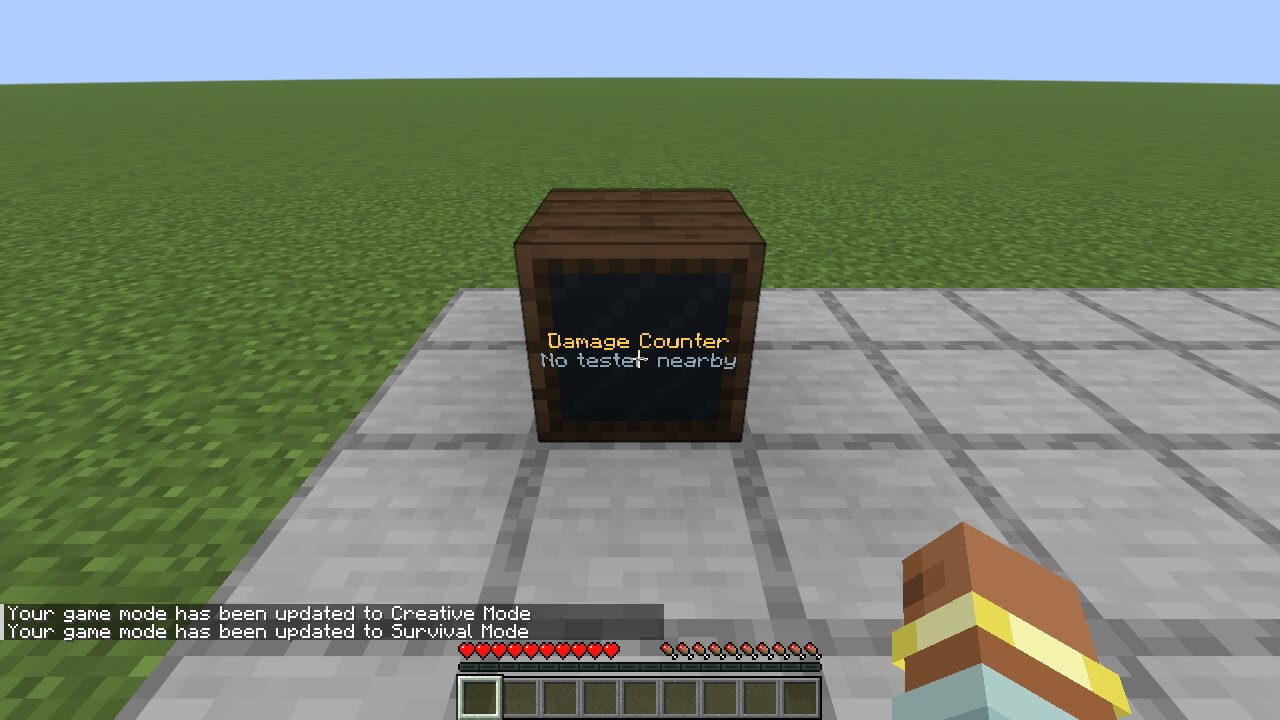 Damage Counter
No tester nearby
Your game mode has been updated to Creative Mode
Your game mode has been updated to Survival Mode